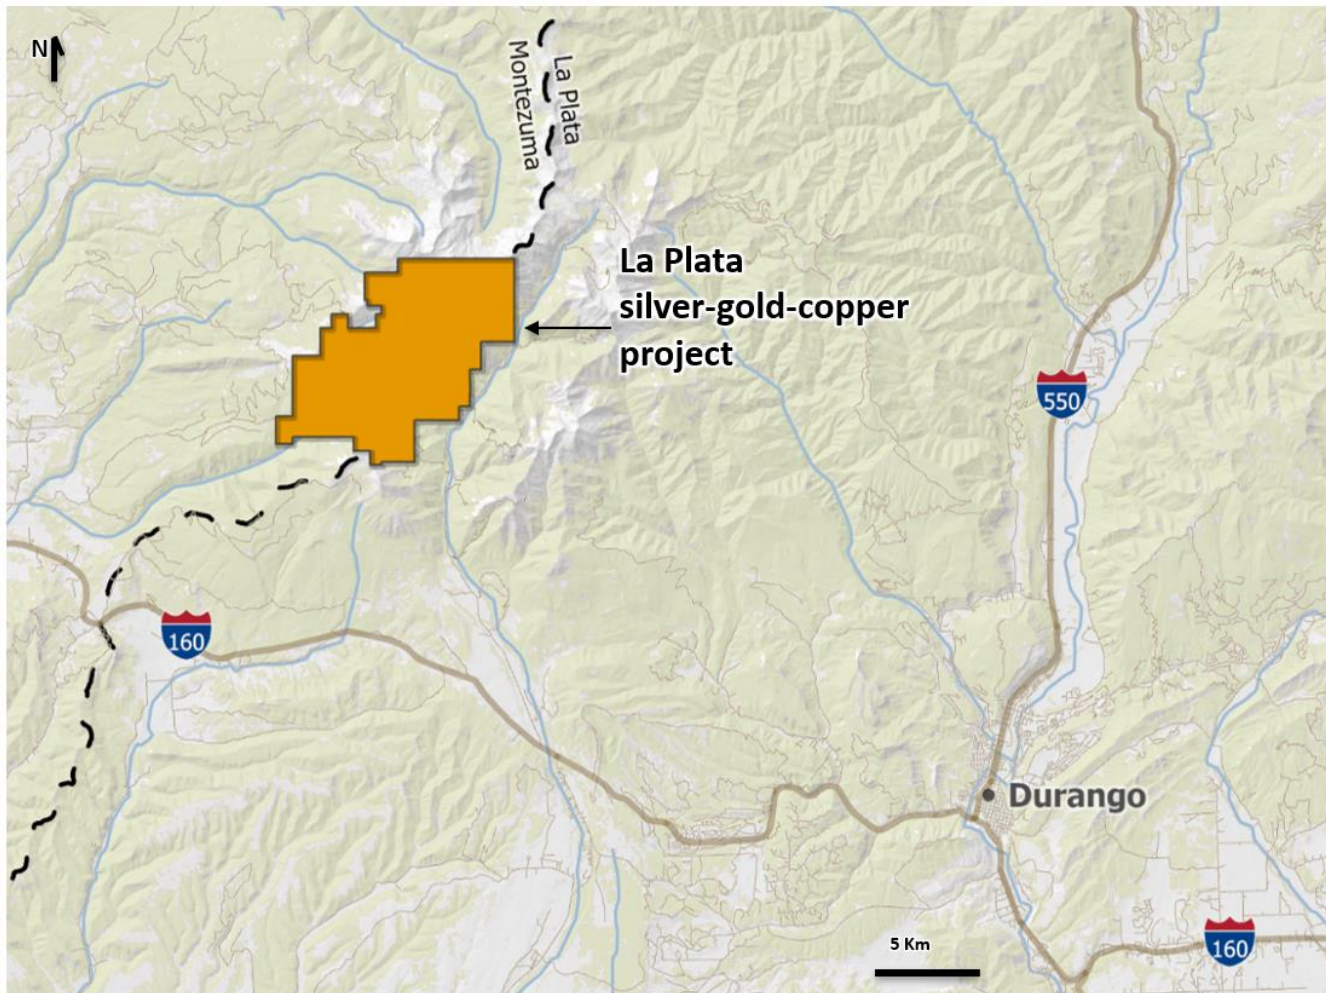 N
La Plata
Montezuma
La Plata
silver-gold-copper
project
550
160
Durango
5 Km
160